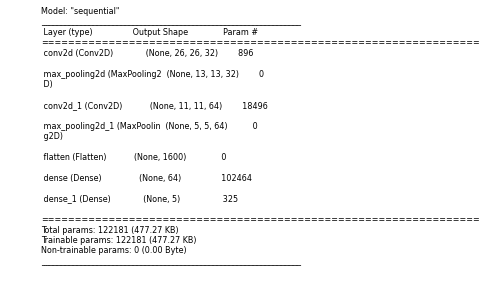 Model: "sequential"
_________________________________________________________________
Layer (type)                Output Shape              Param #
=================================================================
conv2d (Conv2D)             (None, 26, 26, 32)        896
max_pooling2d (MaxPooling2  (None, 13, 13, 32)        0
D)
conv2d_1 (Conv2D)           (None, 11, 11, 64)        18496
max_pooling2d_1 (MaxPoolin  (None, 5, 5, 64)          0
g2D)
flatten (Flatten)           (None, 1600)              0
dense (Dense)               (None, 64)                102464
dense_1 (Dense)             (None, 5)                 325
=================================================================
Total params: 122181 (477.27 KB)
Trainable params: 122181 (477.27 KB)
Non-trainable params: 0 (0.00 Byte)
_________________________________________________________________